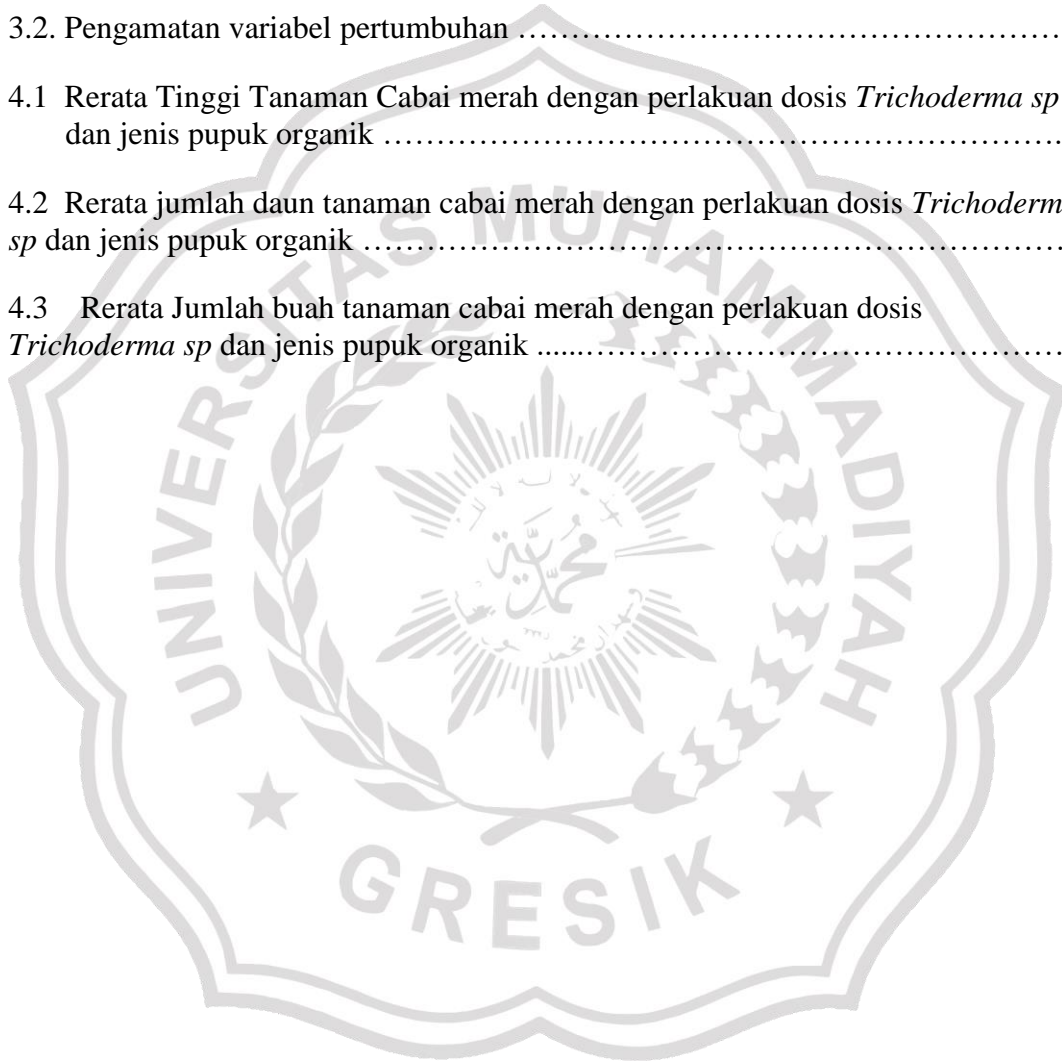 3.2. Pengamatan variabel pertumbuhan ……………………………………………
4.1 Rerata Tinggi Tanaman Cabai merah dengan perlakuan dosis Trichoderma sp
dan jenis pupuk organik ………………………………………………………….
4.2 Rerata jumlah daun tanaman cabai merah dengan perlakuan dosis Trichoderm
sp dan jenis pupuk organik …………………………………………………………
4.3 Rerata Jumlah buah tanaman cabai merah dengan perlakuan dosis
Trichoderma sp dan jenis pupuk organik ......………………………………………
UNIVERSITAS MUHAMMADIYAH
GRESIK